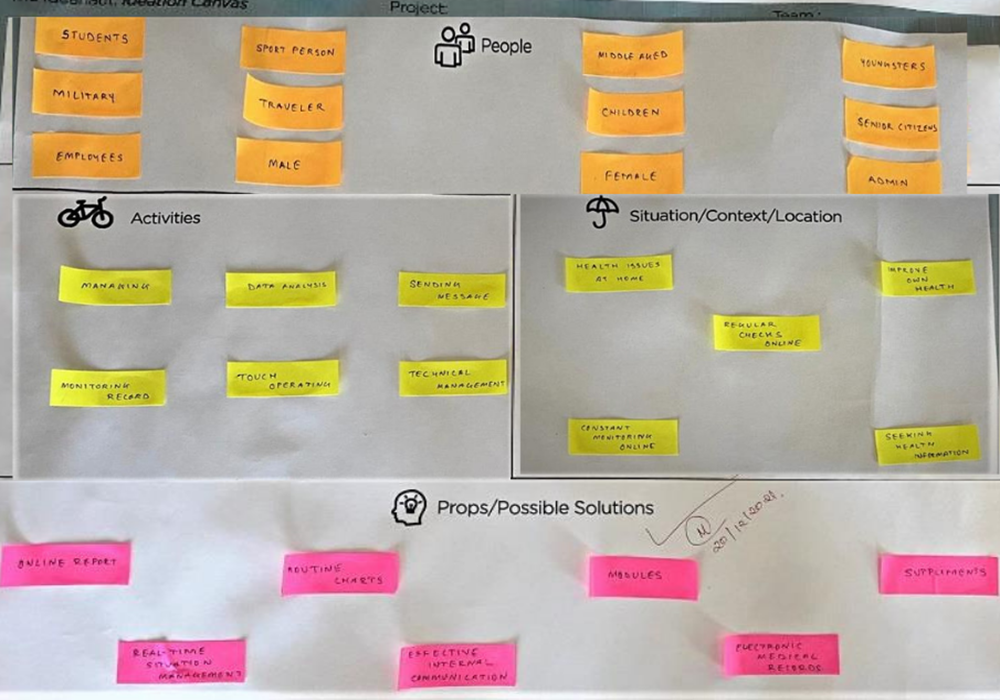 Ideation Canvas
Project:
Team:
People
STUDENTS
SPORT PERSON
MIDDLE AGED
YOUNGSTERS
MILITARY
TRAVELER
CHILDREN
SENIOR CITIZENS
EMPLOYEES
MALE
FEMALE
ADMIN
Activities
MANAGING
DATA ANALYSIS
SENDING
MESSAGE
MONITORING
RECORD
TOUCH
OPERATING
TECHNICAL
MANAGEMENT
Situation/Context/Location
HEALTH ISSUES
AT HOME
IMPROVE
OWN
HEALTH
REGULAR
CHECKS
ONLINE
CONSTANT
MONITORING
ONLINE
SEEKING
HEALTH
INFORMATION
Props/Possible Solutions
20/12/2021.
ONLINE REPORT
ROUTINE
CHARTS
MODULES
SUPPLIMENTS
REAL-TIME
SITUATION
MANAGEMENT
EFFECTIVE
INTERNAL
COMMUNICATION
ELECTRONIC
MEDICAL
RECORDS.